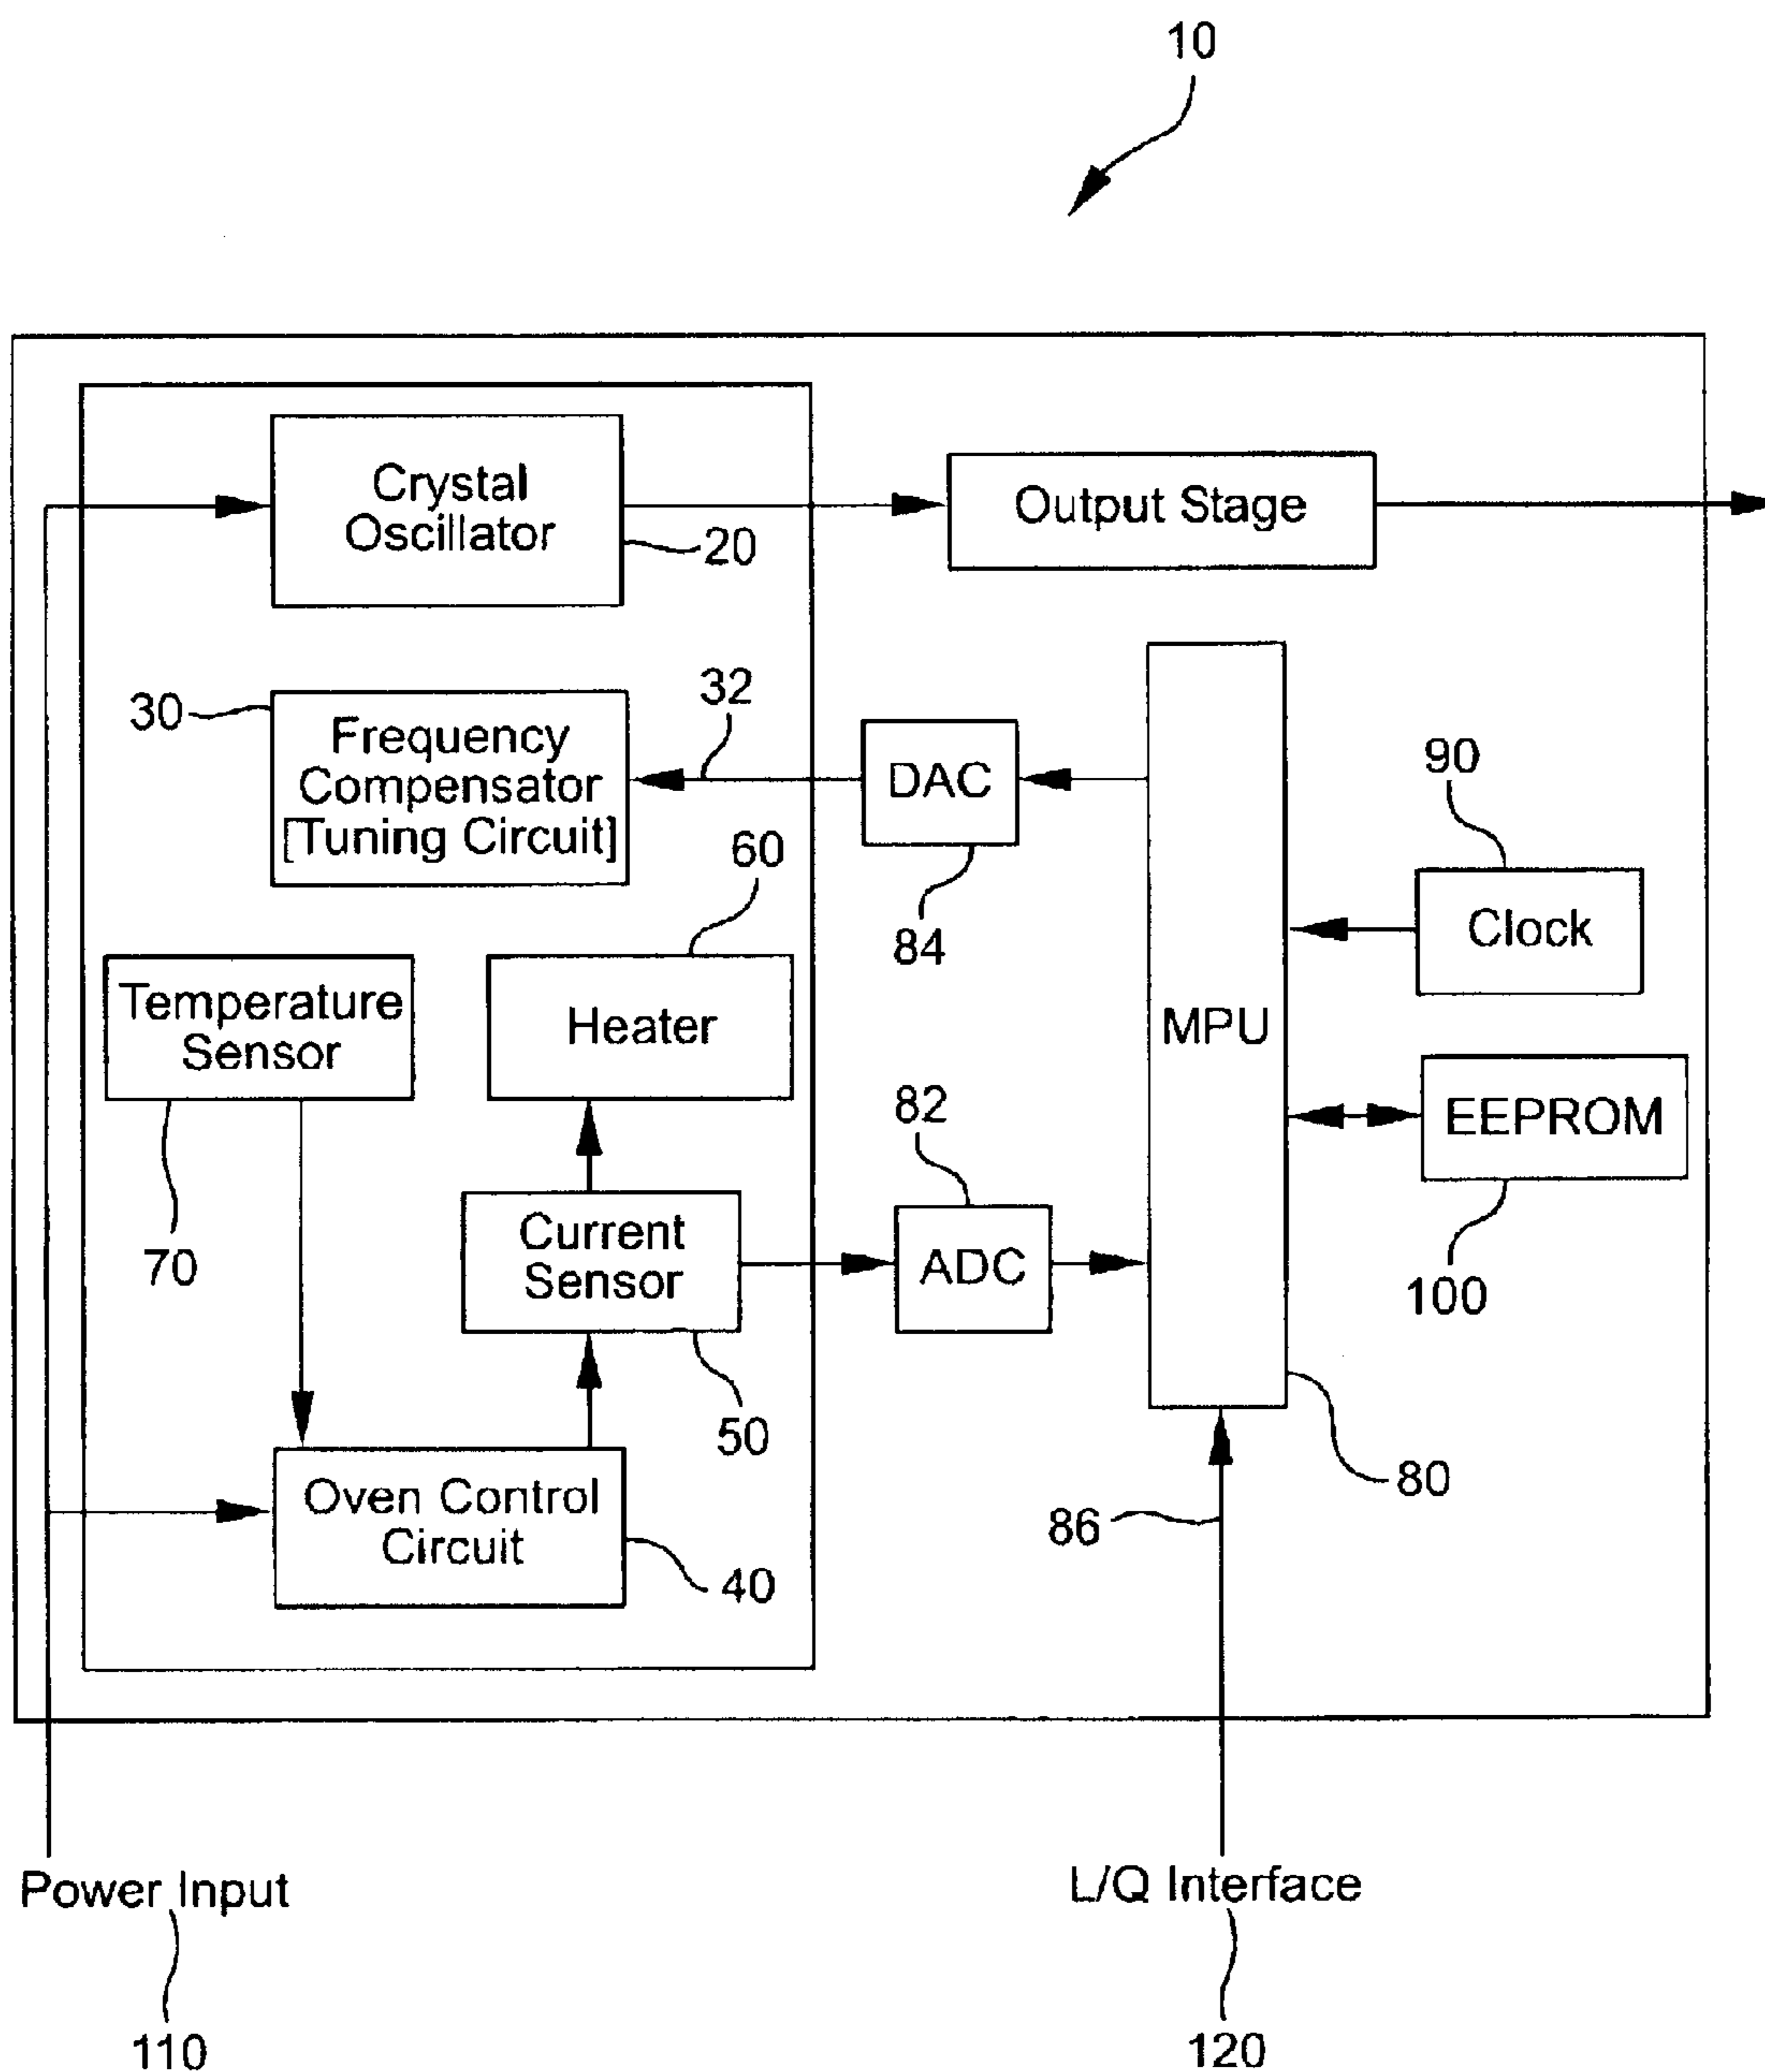 10
Crystal
Oscillator
20
Output Stage
30
Frequency
Compensator
[Tuning Circuit]
32
DAC
84
60
90
Clock
Temperature
Sensor
70
Heater
MPU
82
EEPROM
100
Current
Sensor
50
ADC
Oven Control
Circuit
40
80
86
Power Input
110
L/Q Interface
120